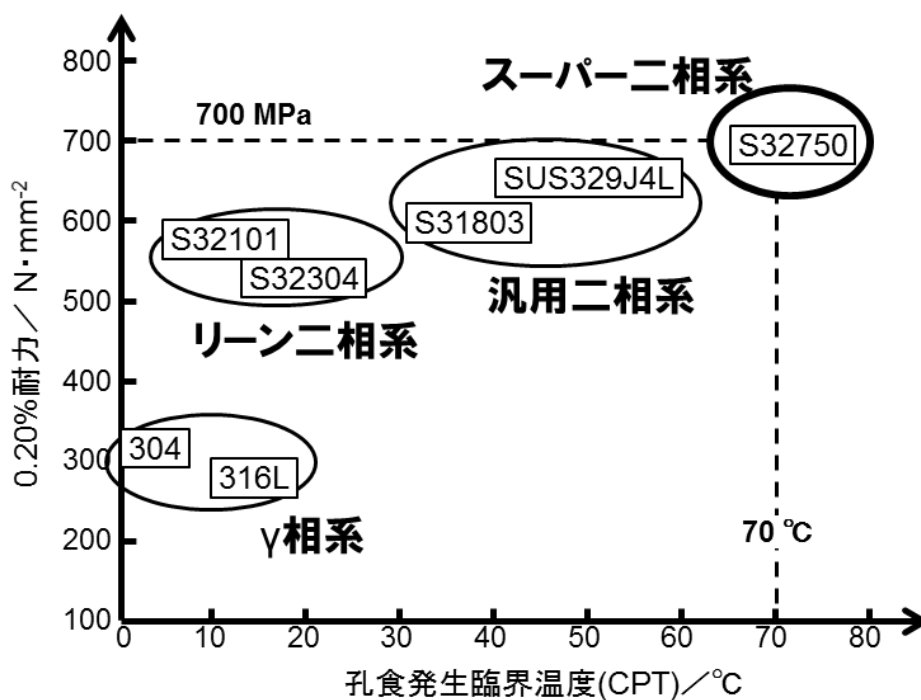 スーパー二相系
800
700 MPa
700
S32750
SUS329J4L
600
S31803
S32101
S32304
500
汎用二相系
リーン二相系
400
0.20%耐力／ N・mm-2
304
300
316L
γ相系
200
70 ℃
100
0 10 20 30 40 50 60 70 80
孔食発生臨界温度(CPT)／℃